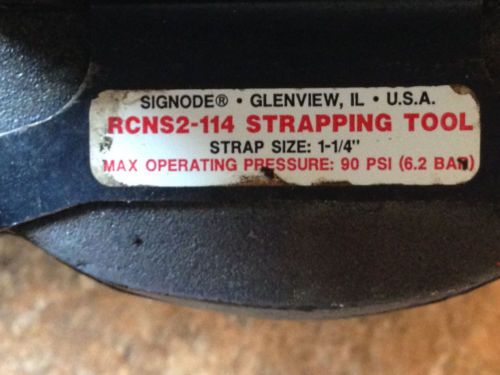 SIGNODE® • GLENVIEW, IL • U.S.A.
RCNS2-114 STRAPPING TOOL
STRAP SIZE: 1-1/4"
MAX OPERATING PRESSURE: 90 PSI (6.2 BAR)